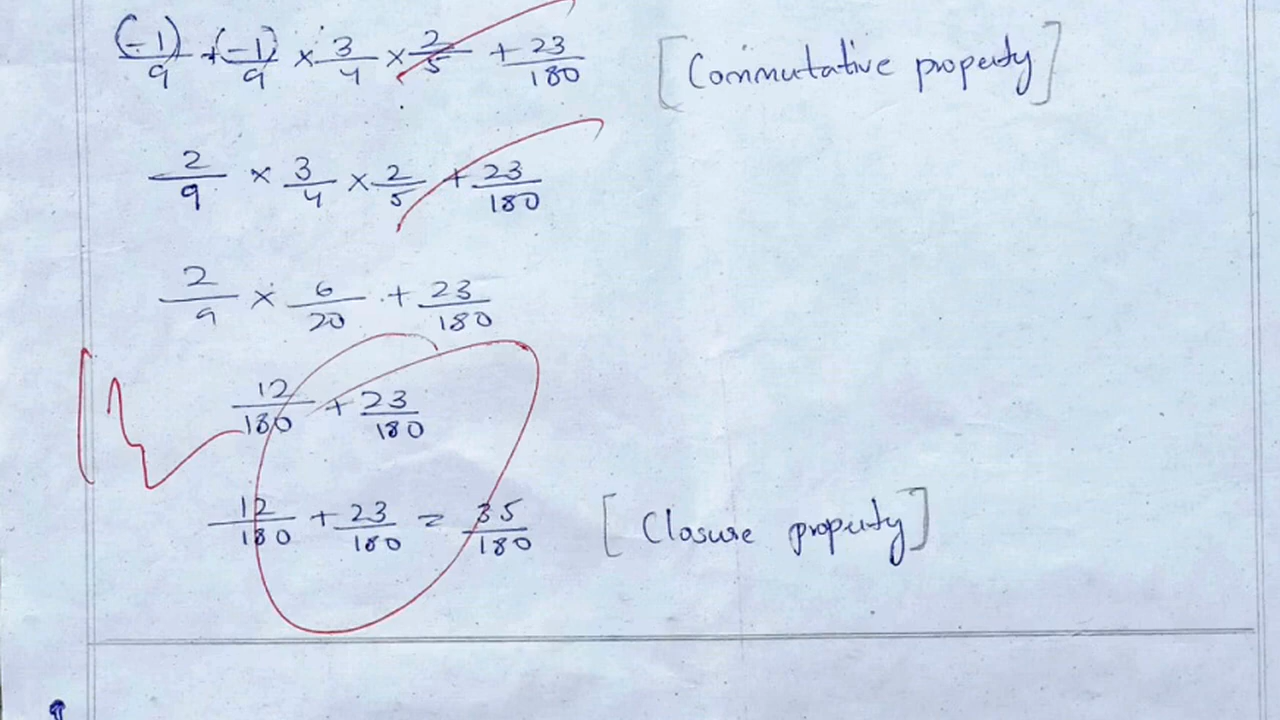 (-1)/9 + (-1)/9 × 3/4 × 2/5 + 23/180 [Commutative property]
-2/9 × 3/4 × 2/5 + 23/180
2/9 × 6/20 + 23/180
12/180 + 23/180
12/180 + 23/180 = 35/180 [Closure property]